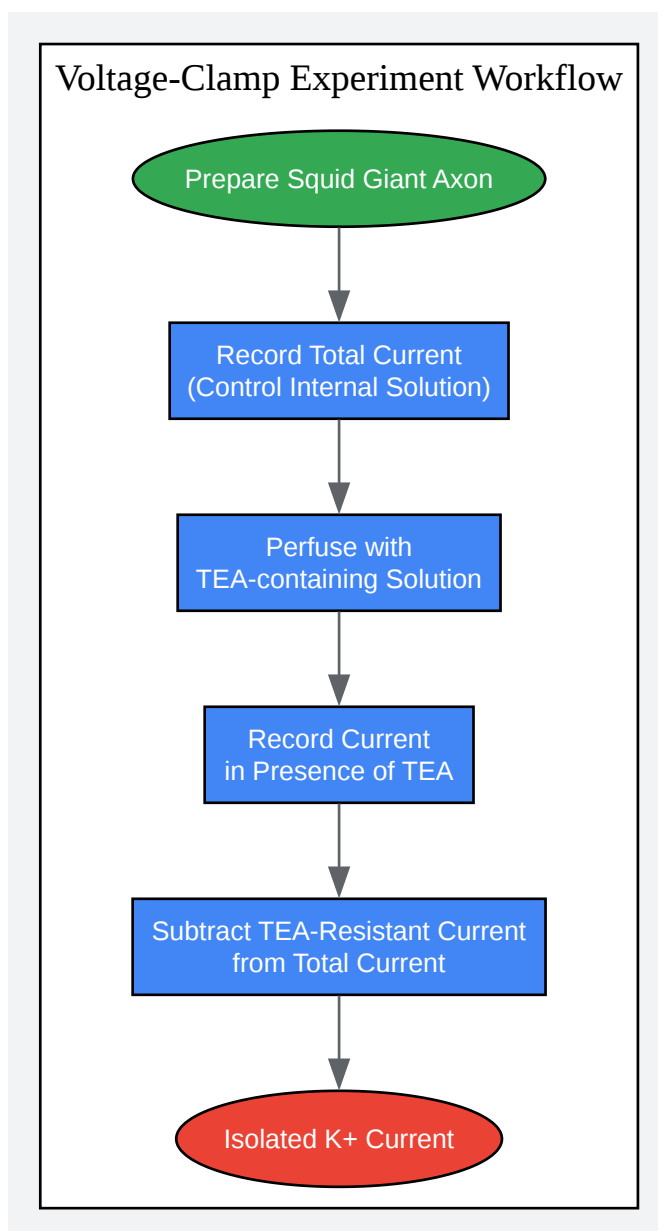 Voltage-Clamp Experiment Workflow
Prepare Squid Giant Axon
Record Total Current
(Control Internal Solution)
Perfuse with
TEA-containing Solution
Record Current
in Presence of TEA
Subtract TEA-Resistant Current
from Total Current
Isolated K+ Current